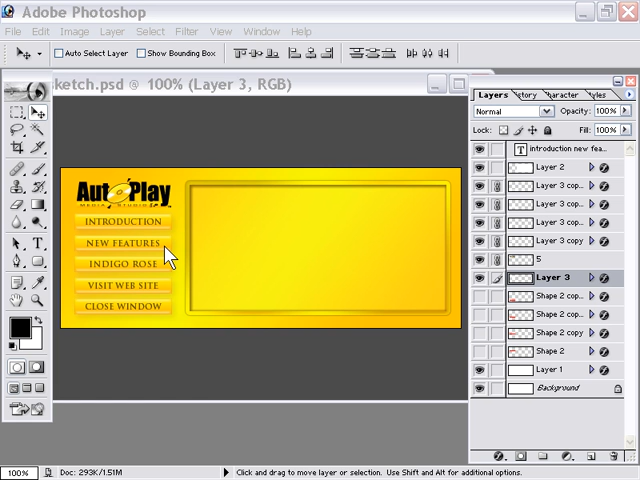 Adobe Photoshop
File Edit Image Layer Select Filter View Window Help
Auto Select Layer Show Bounding Box
ketch.psd @ 100% (Layer 3, RGB)
Layers story haracter tyles
Normal Opacity: 100%
Lock: Fill: 100%
T introduction new fea...
Layer 2
Layer 3 cop...
Layer 3 cop...
Layer 3 cop...
Layer 3 copy
5
Layer 3
Shape 2 cop...
Shape 2 cop...
Shape 2 copy
Shape 2
Layer 1
Background
AutoPlay
MEDIA STUDIO
INTRODUCTION
NEW FEATURES
INDIGO ROSE
VISIT WEB SITE
CLOSE WINDOW
100% Doc: 293K/1.51M Click and drag to move layer or selection. Use Shift and Alt for additional options.